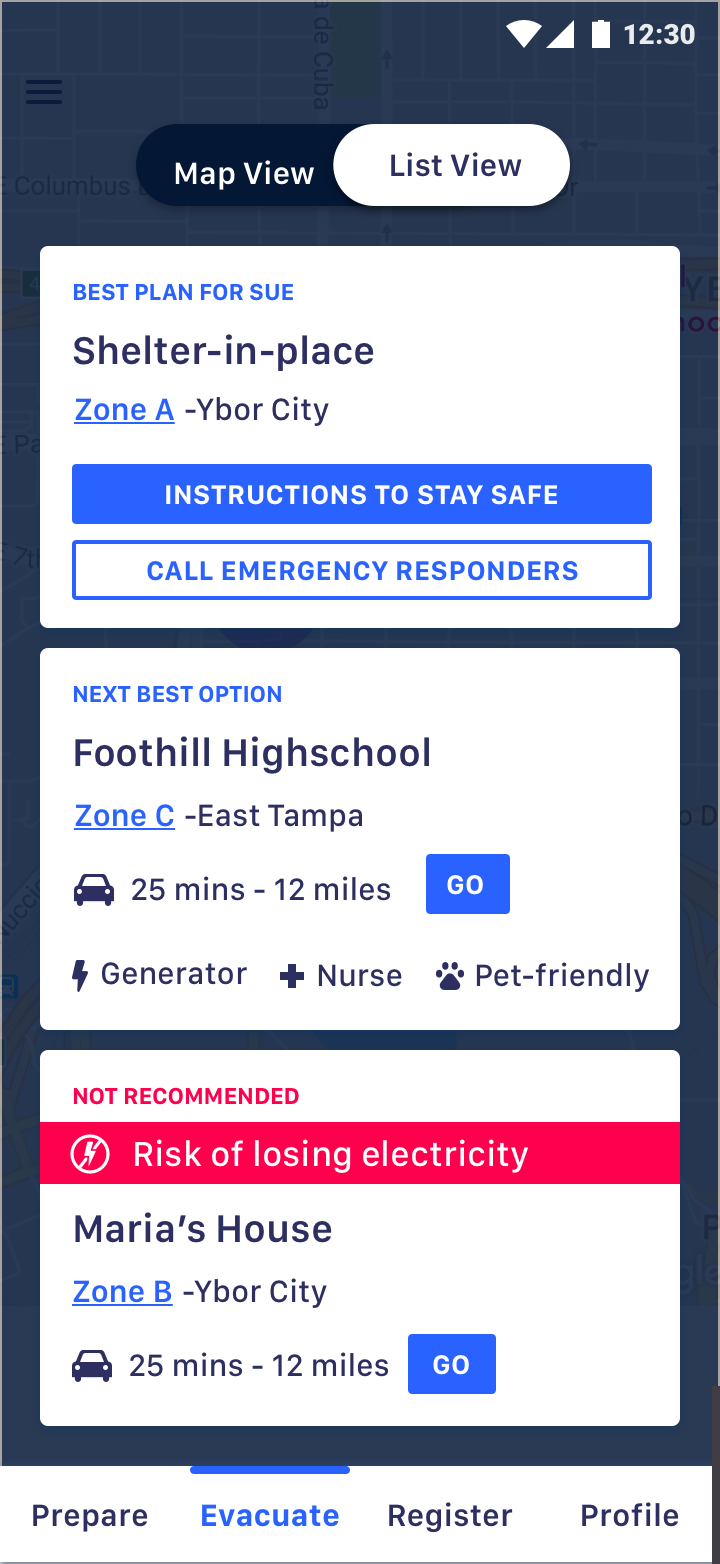 12:30
a de Cuba
Map View
List View
E Columbus
BEST PLAN FOR SUE
Shelter-in-place
Zone A -Ybor City
INSTRUCTIONS TO STAY SAFE
CALL EMERGENCY RESPONDERS
NEXT BEST OPTION
Foothill Highschool
Zone C -East Tampa
25 mins - 12 miles
GO
Generator
Nurse
Pet-friendly
NOT RECOMMENDED
Risk of losing electricity
Maria’s House
Zone B -Ybor City
25 mins - 12 miles
GO
Prepare
Evacuate
Register
Profile